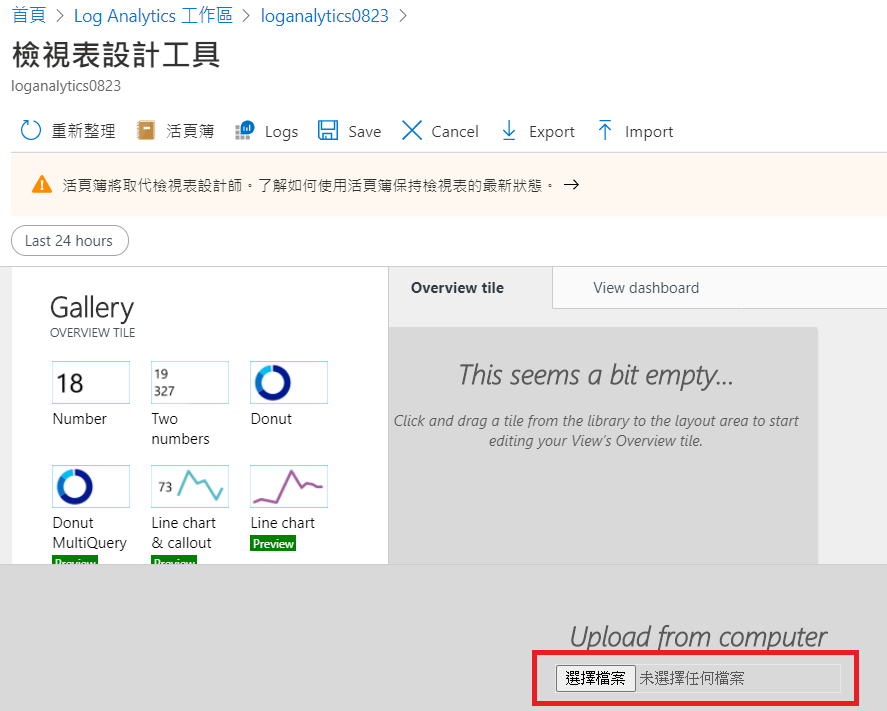 首頁 > Log Analytics 工作區 > loganalytics0823 >
檢視表設計工具
loganalytics0823
重新整理 活頁簿 Logs Save Cancel Export Import
活頁簿將取代檢視表設計師。了解如何使用活頁簿保持檢視表的最新狀態。 →
Last 24 hours
Gallery
OVERVIEW TILE
18
Number
19
327
Two
numbers
Donut
Donut
MultiQuery
Preview
73
Line chart
& callout
Preview
Line chart
Preview
Overview tile
View dashboard
This seems a bit empty...
Click and drag a tile from the library to the layout area to start
editing your View's Overview tile.
Upload from computer
選擇檔案 未選擇任何檔案